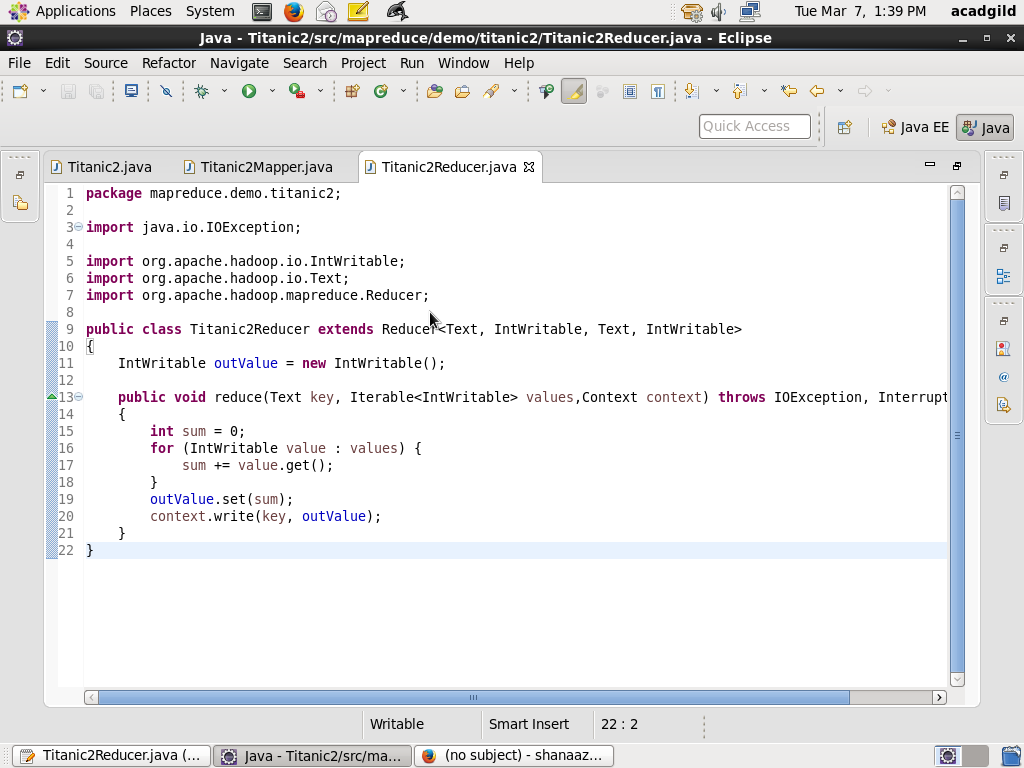 Applications Places System Tue Mar 7, 1:39 PM acadgild
Java - Titanic2/src/mapreduce/demo/titanic2/Titanic2Reducer.java - Eclipse
File Edit Source Refactor Navigate Search Project Run Window Help
Quick Access Java EE Java
Titanic2.java Titanic2Mapper.java Titanic2Reducer.java
1 package mapreduce.demo.titanic2;
2
3 import java.io.IOException;
4
5 import org.apache.hadoop.io.IntWritable;
6 import org.apache.hadoop.io.Text;
7 import org.apache.hadoop.mapreduce.Reducer;
8
9 public class Titanic2Reducer extends Reducer<Text, IntWritable, Text, IntWritable>
10 {
11 IntWritable outValue = new IntWritable();
12
13 public void reduce(Text key, Iterable<IntWritable> values,Context context) throws IOException, Interrupt
14 {
15 int sum = 0;
16 for (IntWritable value : values) {
17 sum += value.get();
18 }
19 outValue.set(sum);
20 context.write(key, outValue);
21 }
22 }
Writable Smart Insert 22 : 2
Titanic2Reducer.java (... Java - Titanic2/src/ma... (no subject) - shanaaz...